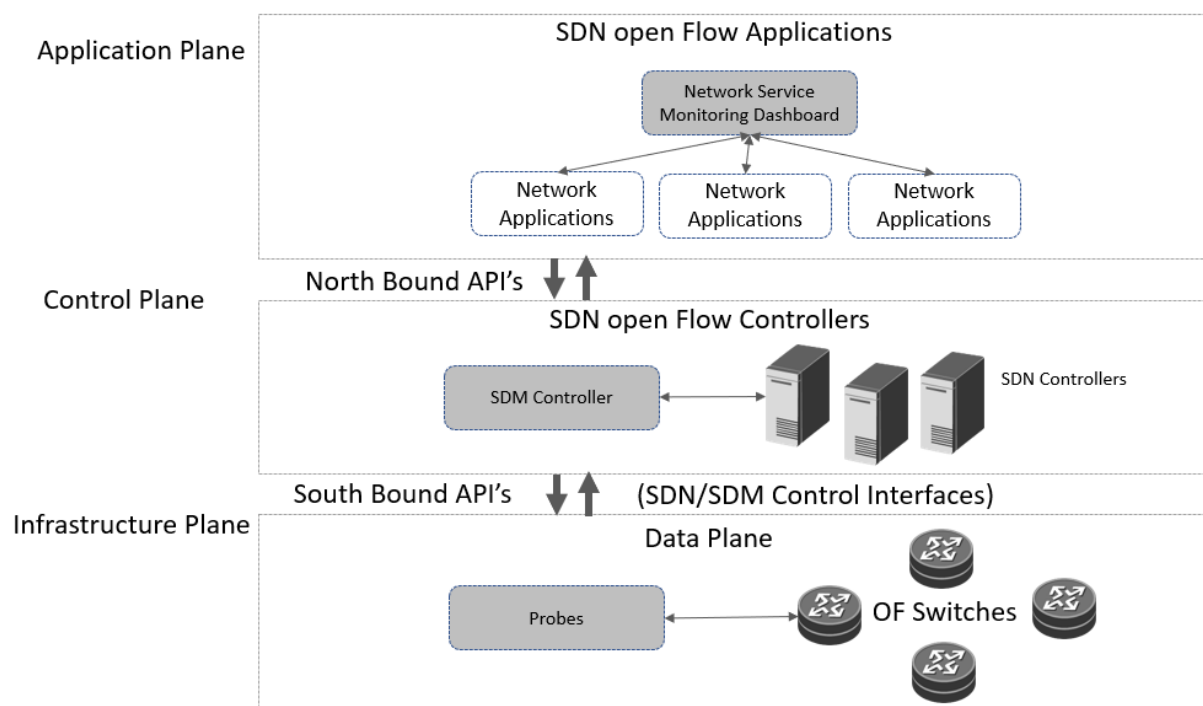 Application Plane
SDN open Flow Applications
Network Service
Monitoring Dashboard
Network
Applications
Network
Applications
Network
Applications
North Bound API's
Control Plane
SDN open Flow Controllers
SDM Controller
SDN Controllers
South Bound API's
(SDN/SDM Control Interfaces)
Infrastructure Plane
Data Plane
Probes
OF Switches